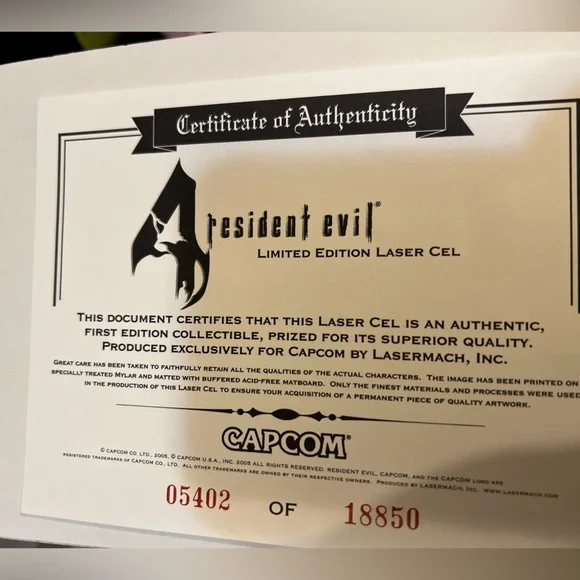 Certificate of Authenticity
4 resident evil®
LIMITED EDITION LASER CEL
THIS DOCUMENT CERTIFIES THAT THIS LASER CEL IS AN AUTHENTIC,
FIRST EDITION COLLECTIBLE, PRIZED FOR ITS SUPERIOR QUALITY.
PRODUCED EXCLUSIVELY FOR CAPCOM BY LASERMACH, INC.
GREAT CARE HAS BEEN TAKEN TO FAITHFULLY RETAIN ALL THE QUALITIES OF THE ACTUAL CHARACTERS. THE IMAGE HAS BEEN PRINTED ON
SPECIALLY TREATED MYLAR AND MATTED WITH BUFFERED ACID-FREE MATBOARD. ONLY THE FINEST MATERIALS AND PROCESSES WERE USED
IN THE PRODUCTION OF THIS LASER CEL TO ENSURE YOUR ACQUISITION OF A PERMANENT PIECE OF QUALITY ARTWORK.
CAPCOM®
© CAPCOM CO. LTD., 2005, © CAPCOM U.S.A., INC. 2005 ALL RIGHTS RESERVED. RESIDENT EVIL, CAPCOM, AND THE CAPCOM LOGO ARE
REGISTERED TRADEMARKS OF CAPCOM CO., LTD. ALL OTHER TRADEMARKS ARE OWNED BY THEIR RESPECTIVE OWNERS. PRODUCED BY LASERMACH, INC. WWW.LASERMACH.COM
05402 OF 18850